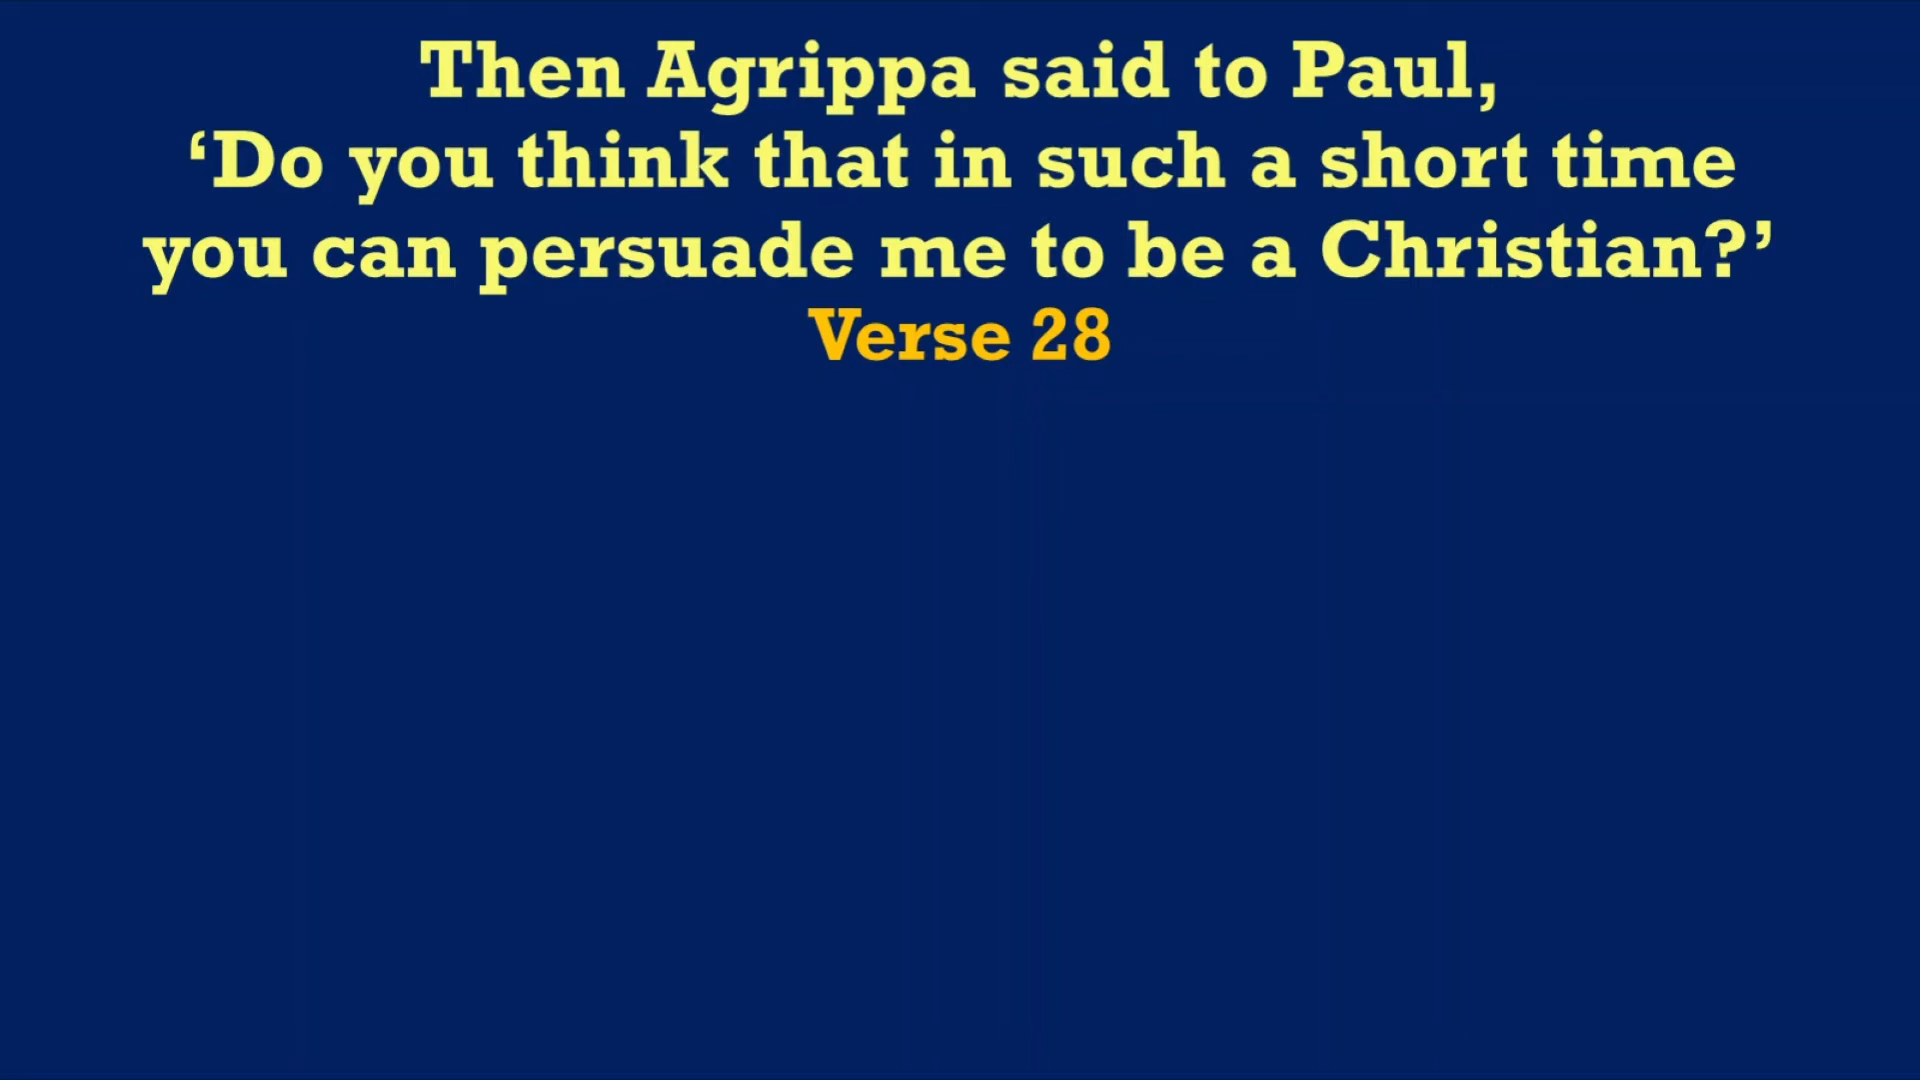 Then Agrippa said to Paul,
‘Do you think that in such a short time
you can persuade me to be a Christian?’
Verse 28